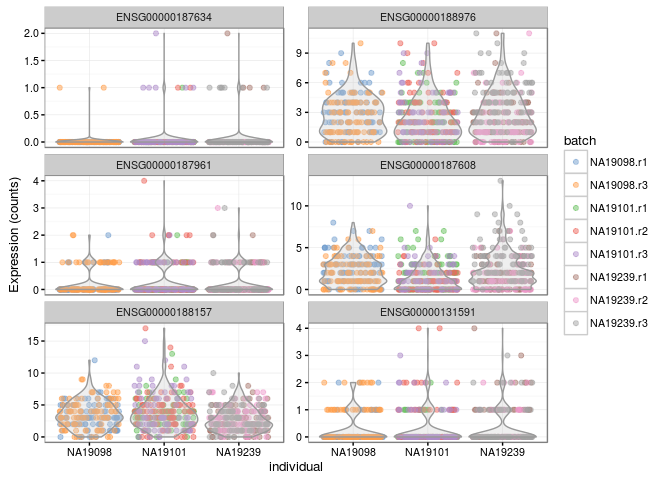 ENSG00000187634
ENSG00000188976
2.0
1.5
1.0
0.5
0.0
9
6
3
0
ENSG00000187961
ENSG00000187608
4
3
2
1
0
10
5
0
ENSG00000188157
ENSG00000131591
15
10
5
0
4
3
2
1
0
NA19098
NA19101
NA19239
NA19098
NA19101
NA19239
individual
Expression (counts)
batch
NA19098.r1
NA19098.r3
NA19101.r1
NA19101.r2
NA19101.r3
NA19239.r1
NA19239.r2
NA19239.r3